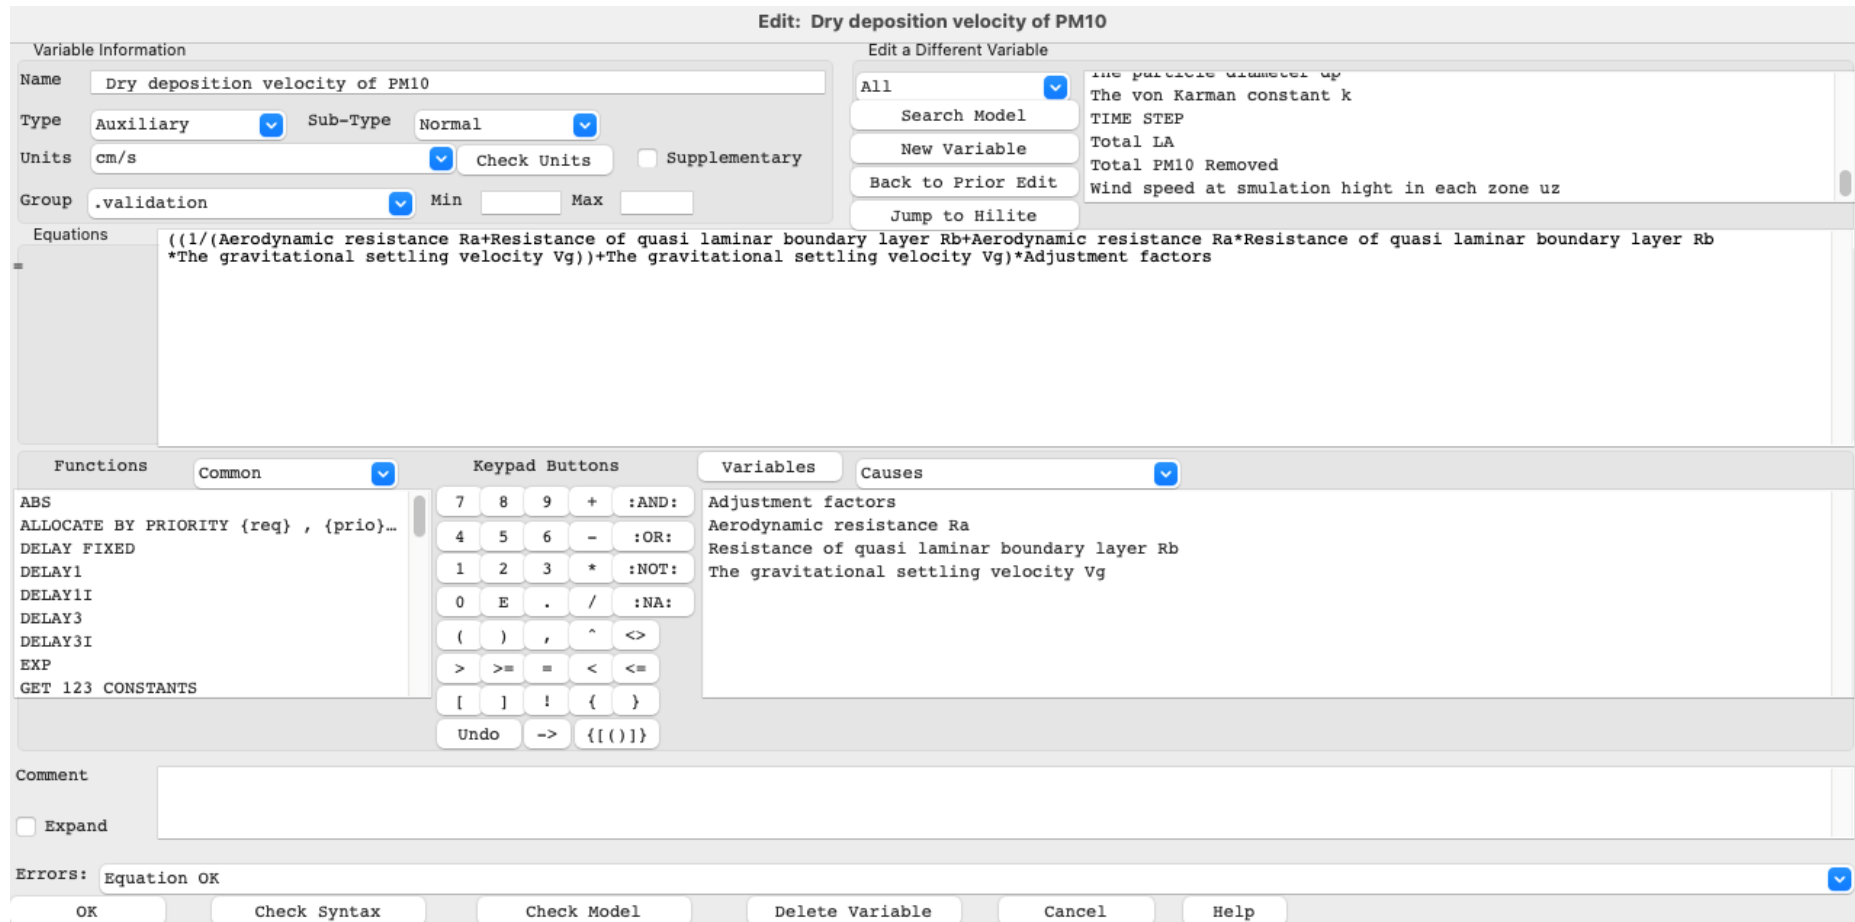 Edit: Dry deposition velocity of PM10
Variable Information
Edit a Different Variable
Name
Dry deposition velocity of PM10
Type
Auxiliary
Sub-Type
Normal
Units
cm/s
Check Units
Supplementary
Group
.validation
Min
Max
All
Search Model
New Variable
Back to Prior Edit
Jump to Hilite
The particle diameter dp
The von Karman constant k
TIME STEP
Total LA
Total PM10 Removed
Wind speed at smulation hight in each zone uz
Equations
=
((1/(Aerodynamic resistance Ra+Resistance of quasi laminar boundary layer Rb+Aerodynamic resistance Ra*Resistance of quasi laminar boundary layer Rb
*The gravitational settling velocity Vg))+The gravitational settling velocity Vg)*Adjustment factors
Functions
Common
ABS
ALLOCATE BY PRIORITY {req} , {prio}…
DELAY FIXED
DELAY1
DELAY1I
DELAY3
DELAY3I
EXP
GET 123 CONSTANTS
Keypad Buttons
7 8 9 + :AND:
4 5 6 - :OR:
1 2 3 * :NOT:
0 E . / :NA:
( ) , ^ <>
> >= = < <=
[ ] ! { }
Undo -> {[()]}
Variables
Causes
Adjustment factors
Aerodynamic resistance Ra
Resistance of quasi laminar boundary layer Rb
The gravitational settling velocity Vg
Comment
Expand
Errors:
Equation OK
OK
Check Syntax
Check Model
Delete Variable
Cancel
Help